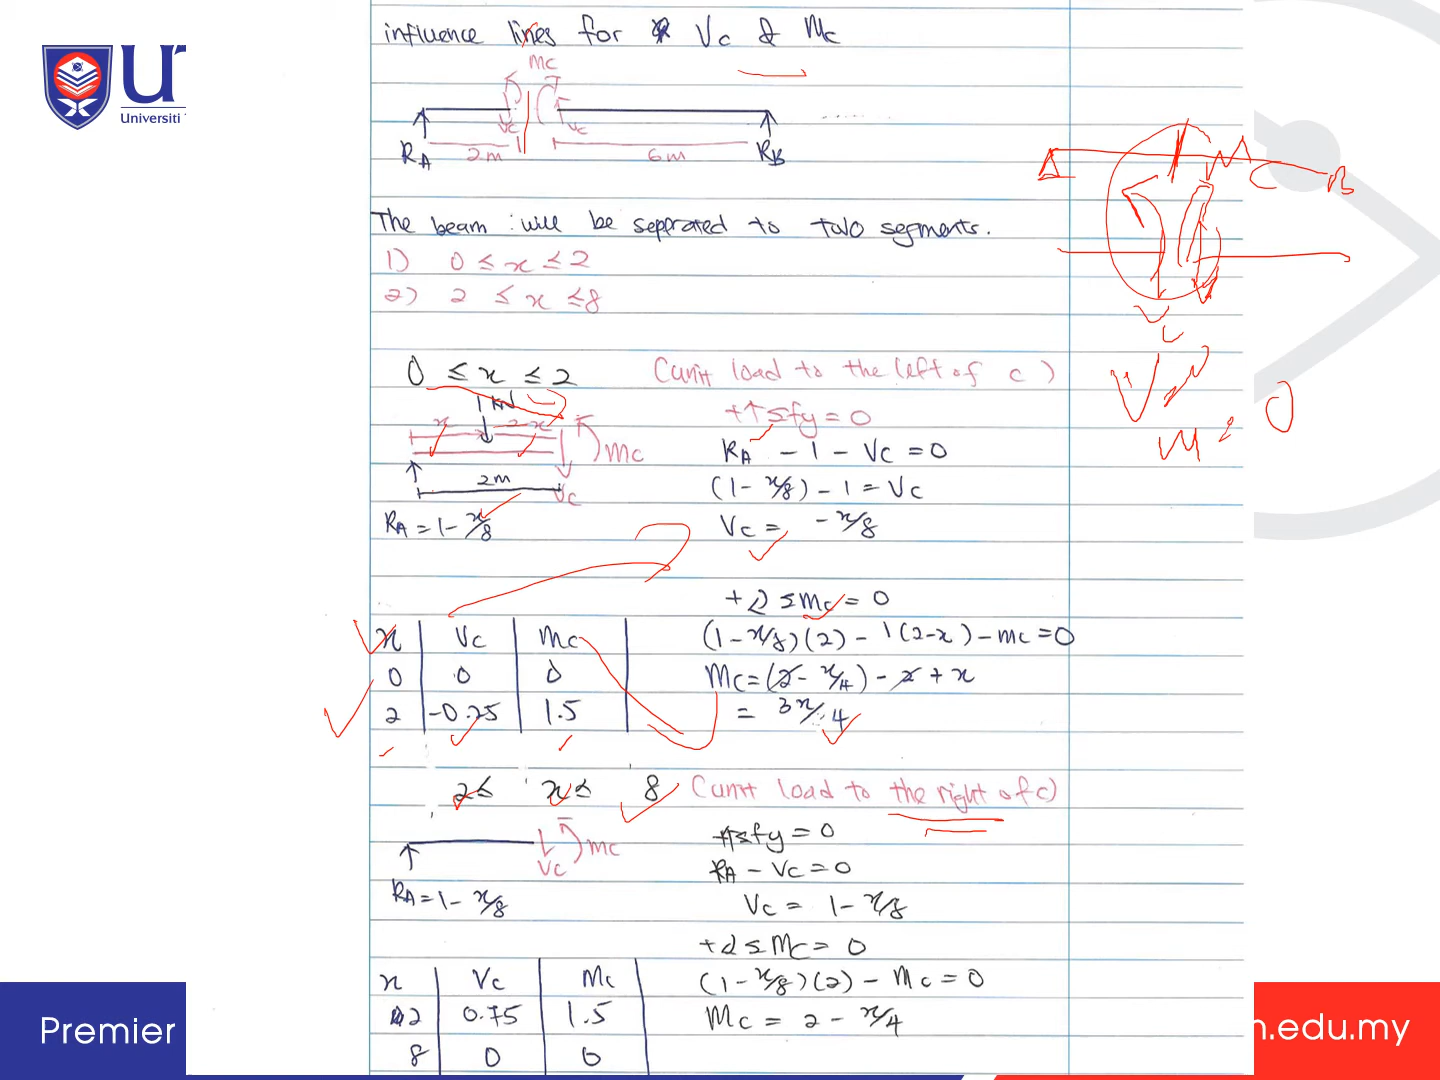 influence lines for Vc & Mc
Mc
Vc Vc
RA 2m 6m RB
The beam will be seprated to two segments.
1) 0 ≤ x ≤ 2
2) 2 ≤ x ≤ 8
0 ≤ x ≤ 2 (unit load to the left of c)
1 kN
+↑ Σfy = 0
x 2-x Mc
RA - 1 - Vc = 0
2m Vc
(1 - x/8) - 1 = Vc
RA = 1 - x/8
Vc = -x/8
+ Σ Mc = 0
x Vc Mc
(1 - x/8)(2) - 1(2-x) - Mc = 0
0 0 0
Mc = (2 - x/4) - 2 + x
2 -0.25 1.5
= 3x/4
2 ≤ x ≤ 8 (unit load to the right of c)
+↑ Σfy = 0
Vc Mc
RA - Vc = 0
RA = 1 - x/8
Vc = 1 - x/8
+ Σ Mc = 0
x Vc Mc
(1 - x/8)(2) - Mc = 0
2 0.75 1.5
Mc = 2 - x/4
8 0 0
A C B
M = 0
U
Universiti
Premier
.edu.my